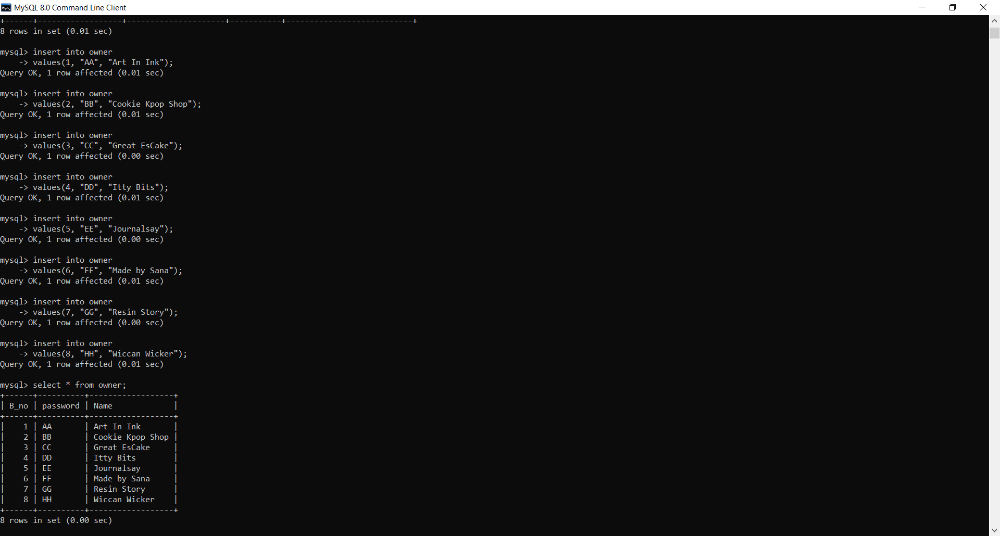 MySQL 8.0 Command Line Client
+------+------------------+---------------------+-----------+---------------------------+
8 rows in set (0.01 sec)
mysql> insert into owner
    -> values(1, "AA", "Art In Ink");
Query OK, 1 row affected (0.01 sec)
mysql> insert into owner
    -> values(2, "BB", "Cookie Kpop Shop");
Query OK, 1 row affected (0.01 sec)
mysql> insert into owner
    -> values(3, "CC", "Great EsCake");
Query OK, 1 row affected (0.00 sec)
mysql> insert into owner
    -> values(4, "DD", "Itty Bits");
Query OK, 1 row affected (0.01 sec)
mysql> insert into owner
    -> values(5, "EE", "Journalsay");
Query OK, 1 row affected (0.00 sec)
mysql> insert into owner
    -> values(6, "FF", "Made by Sana");
Query OK, 1 row affected (0.01 sec)
mysql> insert into owner
    -> values(7, "GG", "Resin Story");
Query OK, 1 row affected (0.00 sec)
mysql> insert into owner
    -> values(8, "HH", "Wiccan Wicker");
Query OK, 1 row affected (0.01 sec)
mysql> select * from owner;
+------+----------+------------------+
| B_no | password | Name             |
+------+----------+------------------+
|    1 | AA       | Art In Ink       |
|    2 | BB       | Cookie Kpop Shop |
|    3 | CC       | Great EsCake     |
|    4 | DD       | Itty Bits        |
|    5 | EE       | Journalsay       |
|    6 | FF       | Made by Sana     |
|    7 | GG       | Resin Story      |
|    8 | HH       | Wiccan Wicker    |
+------+----------+------------------+
8 rows in set (0.00 sec)